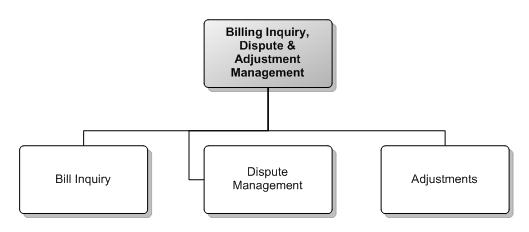 Billing Inquiry,
Dispute &
Adjustment
Management
Bill Inquiry
Dispute
Management
Adjustments